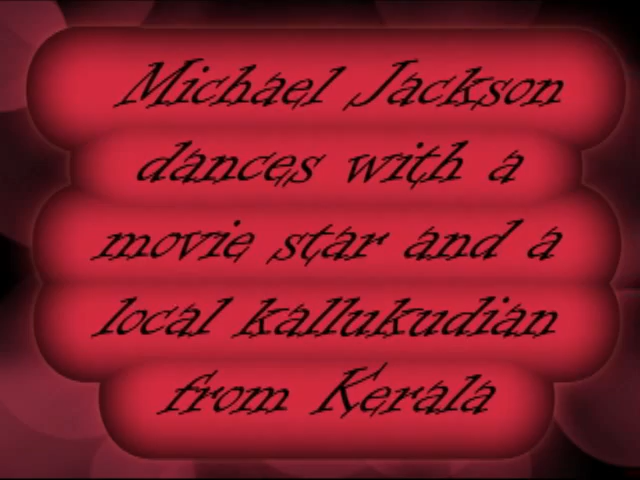 Michael Jackson
dances with a
movie star and a
local kallukudian
from Kerala